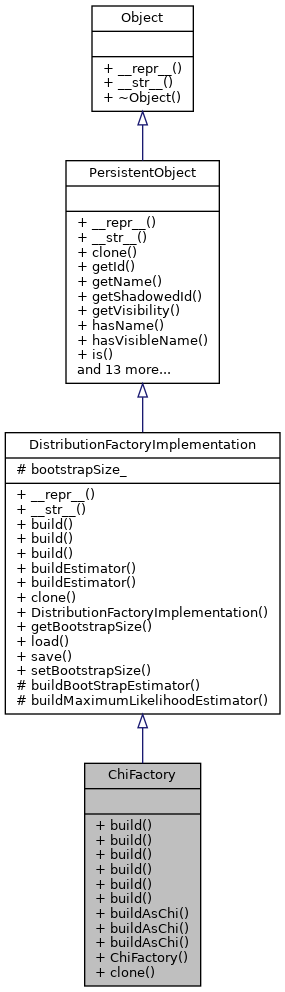 Object
+ __repr__()
+ __str__()
+ ~Object()
PersistentObject
+ __repr__()
+ __str__()
+ clone()
+ getId()
+ getName()
+ getShadowedId()
+ getVisibility()
+ hasName()
+ hasVisibleName()
+ is()
and 13 more...
DistributionFactoryImplementation
# bootstrapSize_
+ __repr__()
+ __str__()
+ build()
+ build()
+ build()
+ buildEstimator()
+ buildEstimator()
+ clone()
+ DistributionFactoryImplementation()
+ getBootstrapSize()
+ load()
+ save()
+ setBootstrapSize()
# buildBootStrapEstimator()
# buildMaximumLikelihoodEstimator()
ChiFactory
+ build()
+ build()
+ build()
+ build()
+ build()
+ build()
+ buildAsChi()
+ buildAsChi()
+ buildAsChi()
+ ChiFactory()
+ clone()